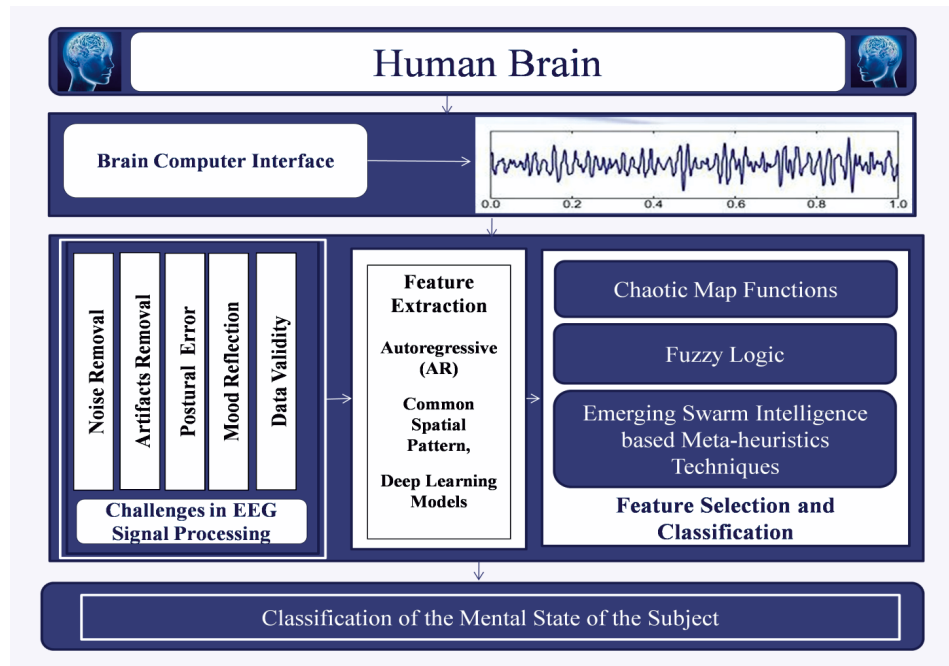 Human Brain
Brain Computer Interface
0.0 0.2 0.4 0.6 0.8 1.0
Noise Removal
Artifacts Removal
Postural Error
Mood Reflection
Data Validity
Challenges in EEG
Signal Processing
Feature
Extraction
Autoregressive
(AR)
Common
Spatial
Pattern,
Deep Learning
Models
Chaotic Map Functions
Fuzzy Logic
Emerging Swarm Intelligence
based Meta-heuristics
Techniques
Feature Selection and
Classification
Classification of the Mental State of the Subject